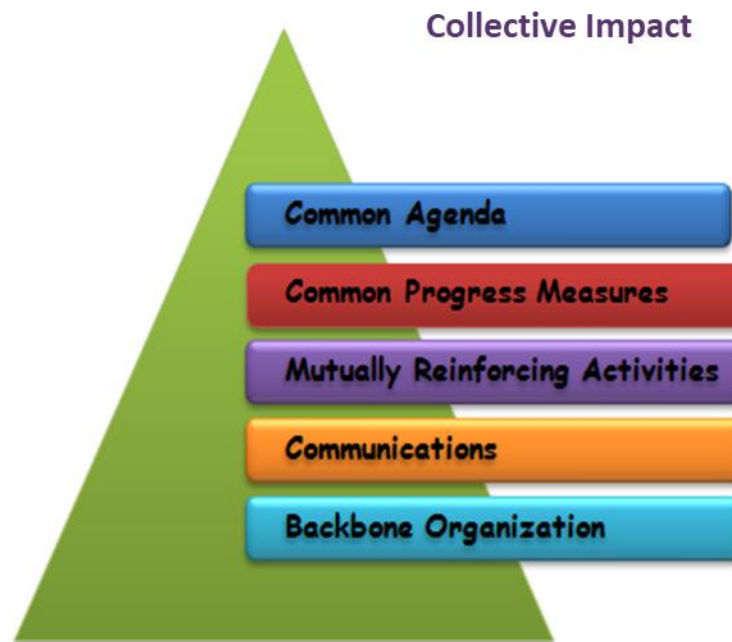 Collective Impact
Common Agenda
Common Progress Measures
Mutually Reinforcing Activities
Communications
Backbone Organization